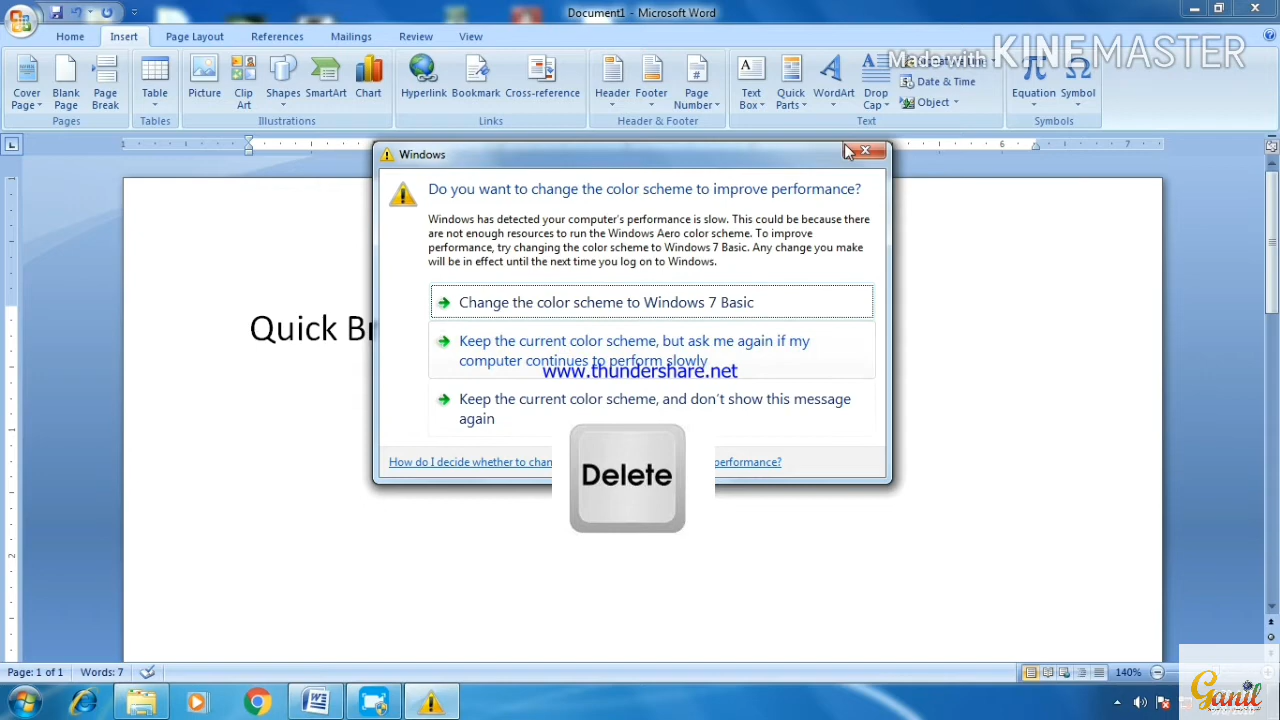 Document1 - Microsoft Word
Home Insert Page Layout References Mailings Review View
Made with KINEMASTER
Cover Page Blank Page Page Break Table Picture Clip Art Shapes SmartArt Chart Hyperlink Bookmark Cross-reference Header Footer Page Number Text Box Quick Parts WordArt Drop Cap Date & Time Object Equation Symbol
Pages Tables Illustrations Links Header & Footer Text Symbols
1 6 7
Windows
Do you want to change the color scheme to improve performance?
Windows has detected your computer's performance is slow. This could be because there
are not enough resources to run the Windows Aero color scheme. To improve
performance, try changing the color scheme to Windows 7 Basic. Any change you make
will be in effect until the next time you log on to Windows.
Change the color scheme to Windows 7 Basic
Quick Br
Keep the current color scheme, but ask me again if my
computer continues to perform slowly
www.thundershare.net
Keep the current color scheme, and don't show this message
again
How do I decide whether to chan performance?
Delete
1
2
Page: 1 of 1 Words: 7 140%
Ganil